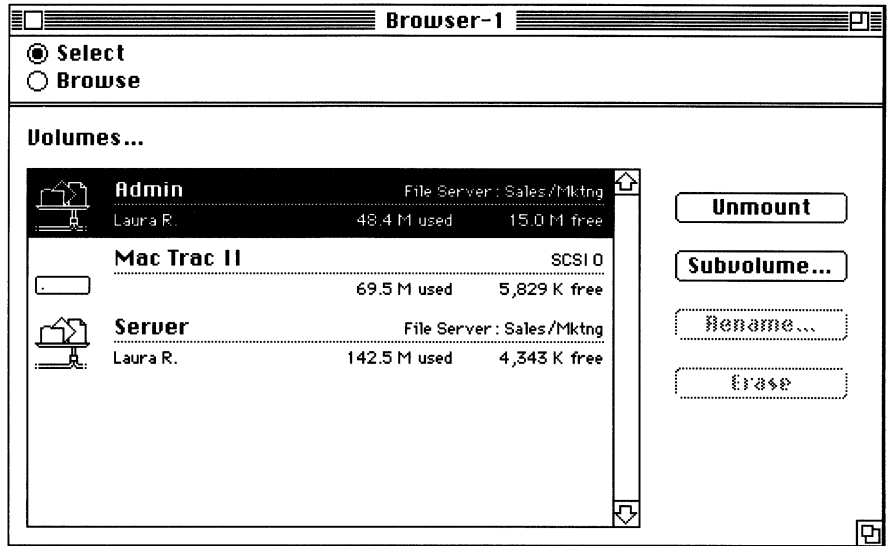 Browser-1
Select
Browse
Volumes...
Admin File Server : Sales/Mktng
Laura R. 48.4 M used 15.0 M free
Mac Trac II SCSI 0
69.5 M used 5,829 K free
Server File Server : Sales/Mktng
Laura R. 142.5 M used 4,343 K free
Unmount
Subvolume...
Rename...
Erase